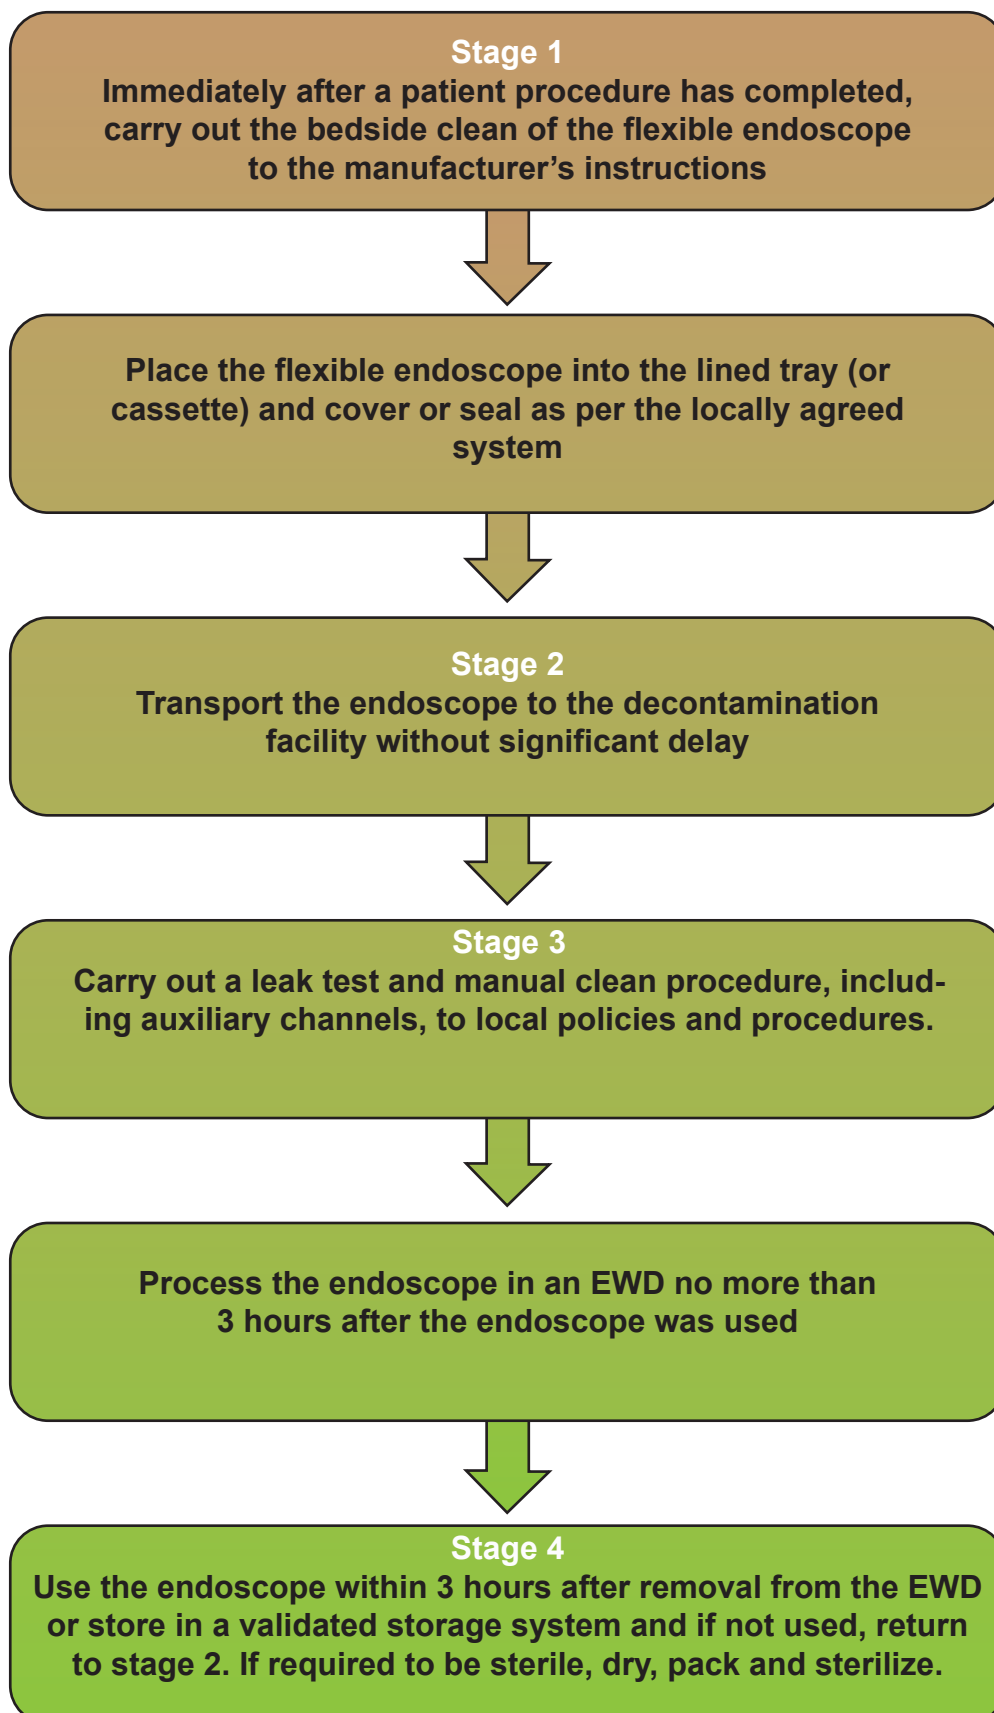 Stage 1
Immediately after a patient procedure has completed,
carry out the bedside clean of the flexible endoscope
to the manufacturer’s instructions
Place the flexible endoscope into the lined tray (or
cassette) and cover or seal as per the locally agreed
system
Stage 2
Transport the endoscope to the decontamination
facility without significant delay
Stage 3
Carry out a leak test and manual clean procedure, includ-
ing auxiliary channels, to local policies and procedures.
Process the endoscope in an EWD no more than
3 hours after the endoscope was used
Stage 4
Use the endoscope within 3 hours after removal from the EWD
or store in a validated storage system and if not used, return
to stage 2. If required to be sterile, dry, pack and sterilize.